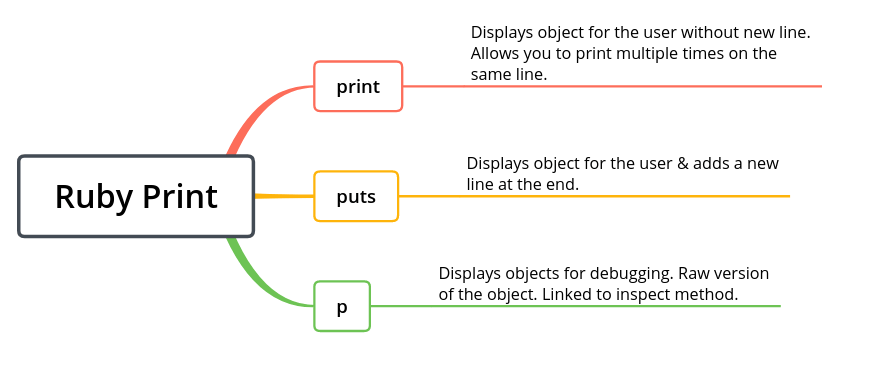 Ruby Print
print
Displays object for the user without new line.
Allows you to print multiple times on the
same line.
puts
Displays object for the user & adds a new
line at the end.
p
Displays objects for debugging. Raw version
of the object. Linked to inspect method.